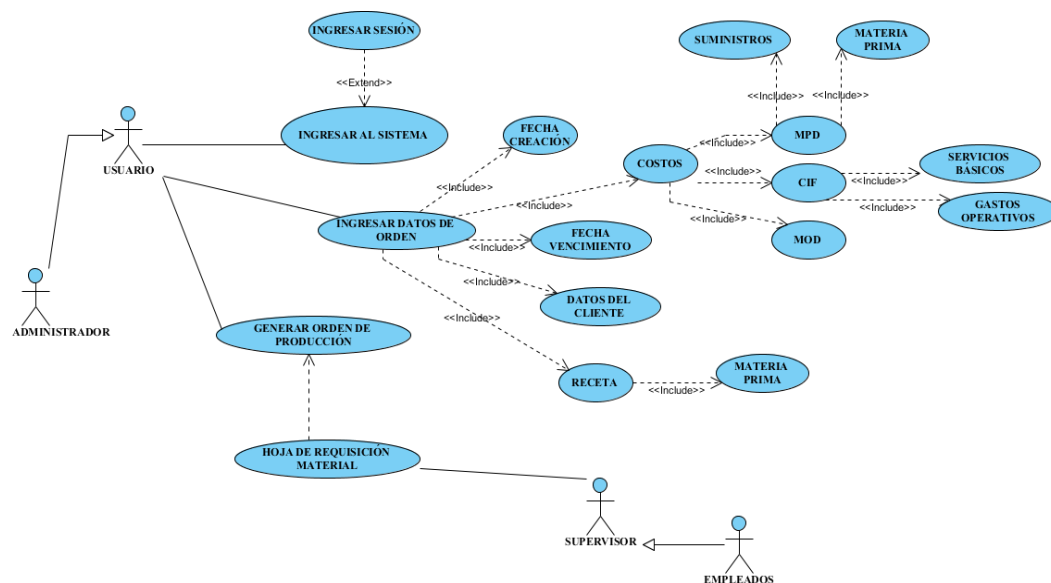 INGRESAR SESIÓN
SUMINISTROS
MATERIA
PRIMA
<<Extend>>
<<Include>>
<<Include>>
INGRESAR AL SISTEMA
FECHA
CREACIÓN
MPD
<<Include>>
COSTOS
USUARIO
<<Include>>
<<Include>>
CIF
<<Include>>
SERVICIOS
BÁSICOS
<<Include>>
<<Include>>
GASTOS
OPERATIVOS
<<Include>>
MOD
INGRESAR DATOS DE
ORDEN
<<Include>>
FECHA
VENCIMIENTO
<<Include>>
DATOS DEL
CLIENTE
<<Include>>
ADMINISTRADOR
GENERAR ORDEN DE
PRODUCCIÓN
RECETA
<<Include>>
MATERIA
PRIMA
HOJA DE REQUISICIÓN
MATERIAL
SUPERVISOR
EMPLEADOS